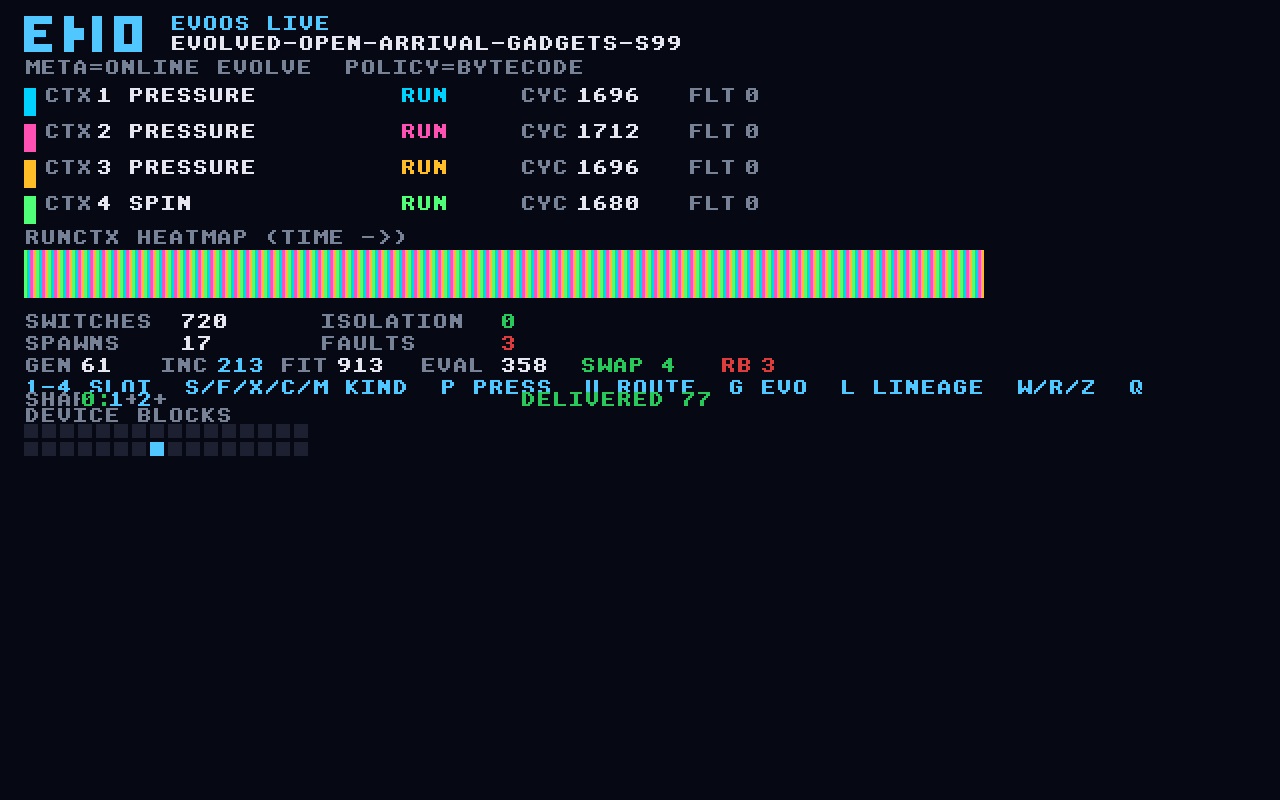 EVO
EVOOS LIVE
EVOLVED-OPEN-ARRIVAL-GADGETS-S99
META=ONLINE EVOLVE POLICY=BYTECODE
CTX 1 PRESSURE RUN CYC 1696 FLT 0
CTX 2 PRESSURE RUN CYC 1712 FLT 0
CTX 3 PRESSURE RUN CYC 1696 FLT 0
CTX 4 SPIN RUN CYC 1680 FLT 0
RUNCTX HEATMAP (TIME ->)
SWITCHES 720 ISOLATION 0
SPAWNS 17 FAULTS 3
GEN 61 INC 213 FIT 913 EVAL 358 SWAP 4 RB 3
1-4 SLOT S/F/X/C/M KIND P PRESS U ROUTE G EVO L LINEAGE W/R/Z Q
0:1+2+ DELIVERED 77
DEVICE BLOCKS